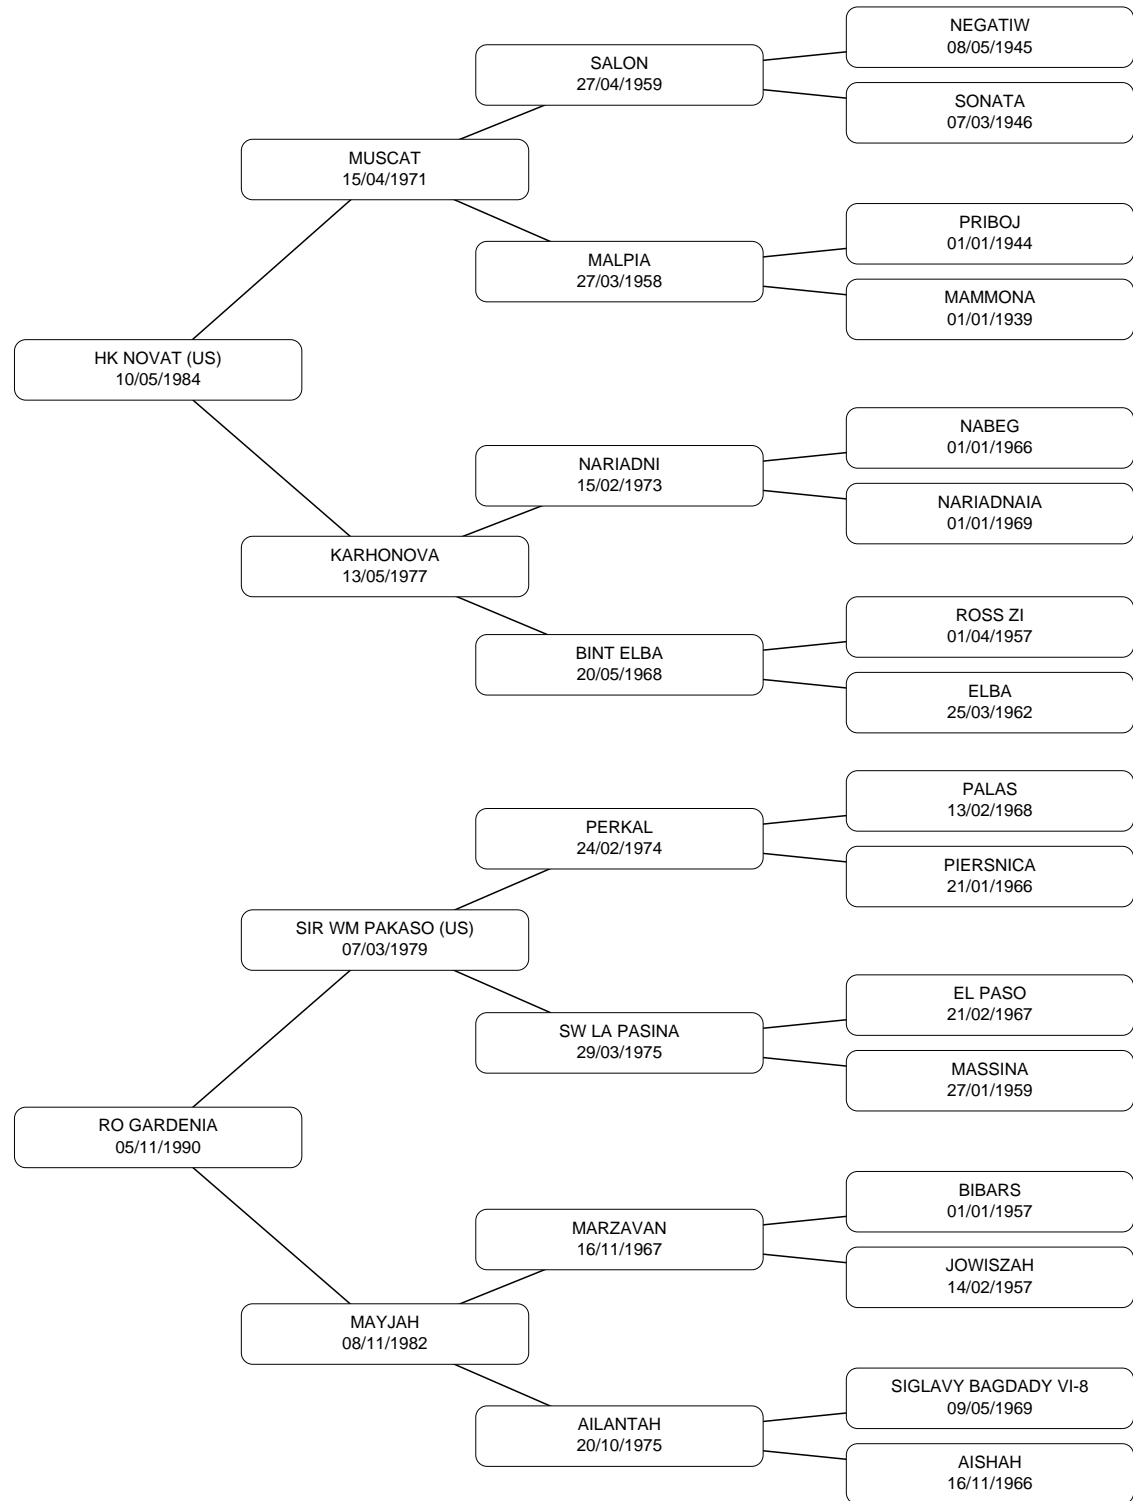 NEGATIW
08/05/1945
SALON
27/04/1959
SONATA
07/03/1946
MUSCAT
15/04/1971
PRIBOJ
01/01/1944
MALPIA
27/03/1958
MAMMONA
01/01/1939
HK NOVAT (US)
10/05/1984
NABEG
01/01/1966
NARIADNI
15/02/1973
NARIADNAIA
01/01/1969
KARHONOVA
13/05/1977
ROSS ZI
01/04/1957
BINT ELBA
20/05/1968
ELBA
25/03/1962
PALAS
13/02/1968
PERKAL
24/02/1974
PIERSNICA
21/01/1966
SIR WM PAKASO (US)
07/03/1979
EL PASO
21/02/1967
SW LA PASINA
29/03/1975
MASSINA
27/01/1959
RO GARDENIA
05/11/1990
BIBARS
01/01/1957
MARZAVAN
16/11/1967
JOWISZAH
14/02/1957
MAYJAH
08/11/1982
SIGLAVY BAGDADY VI-8
09/05/1969
AILANTAH
20/10/1975
AISHAH
16/11/1966